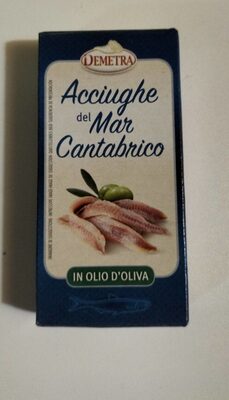 DEMETRA
Acciughe
del Mar
Cantabrico
IN OLIO D'OLIVA